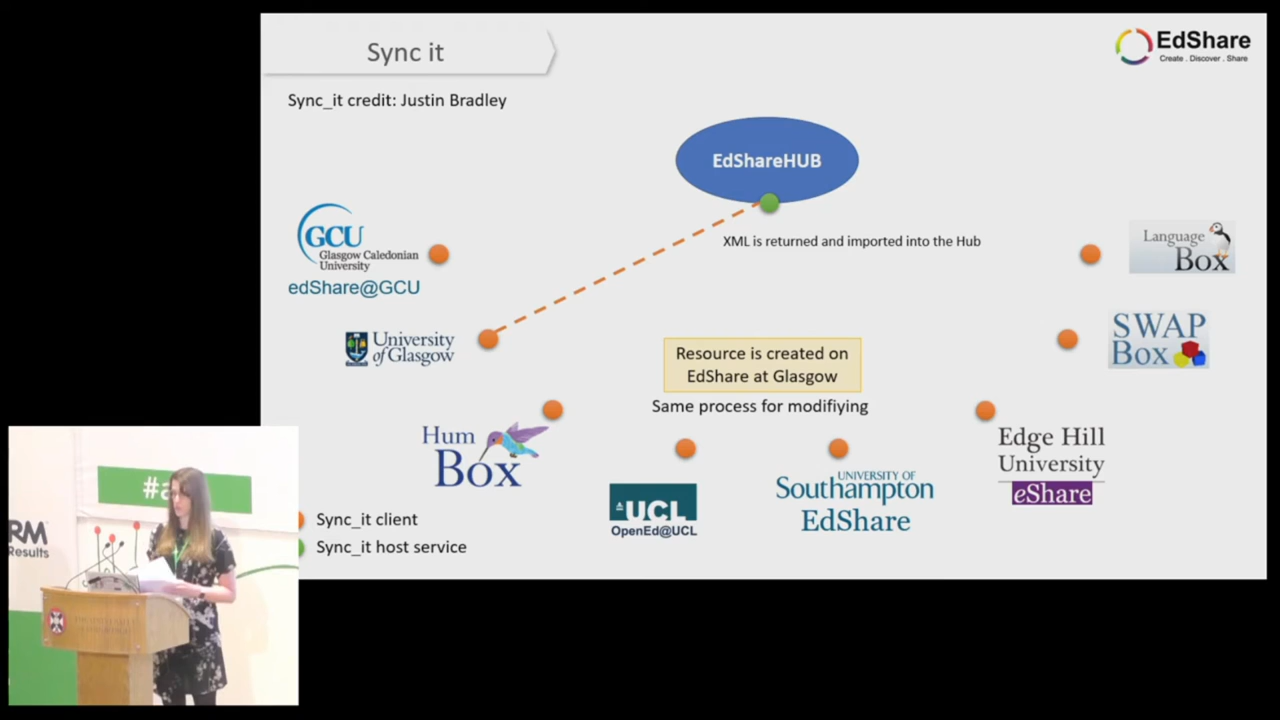 Sync it
EdShare
Create . Discover . Share
Sync_it credit: Justin Bradley
EdShareHUB
XML is returned and imported into the Hub
GCU
Glasgow Caledonian
University
edShare@GCU
Language
Box
University
of Glasgow
SWAP
Box
Resource is created on
EdShare at Glasgow
Same process for modifiying
Hum
Box
UCL
OpenEd@UCL
UNIVERSITY OF
Southampton
EdShare
Edge Hill
University
eShare
Sync_it client
Sync_it host service
#a
RM
Results